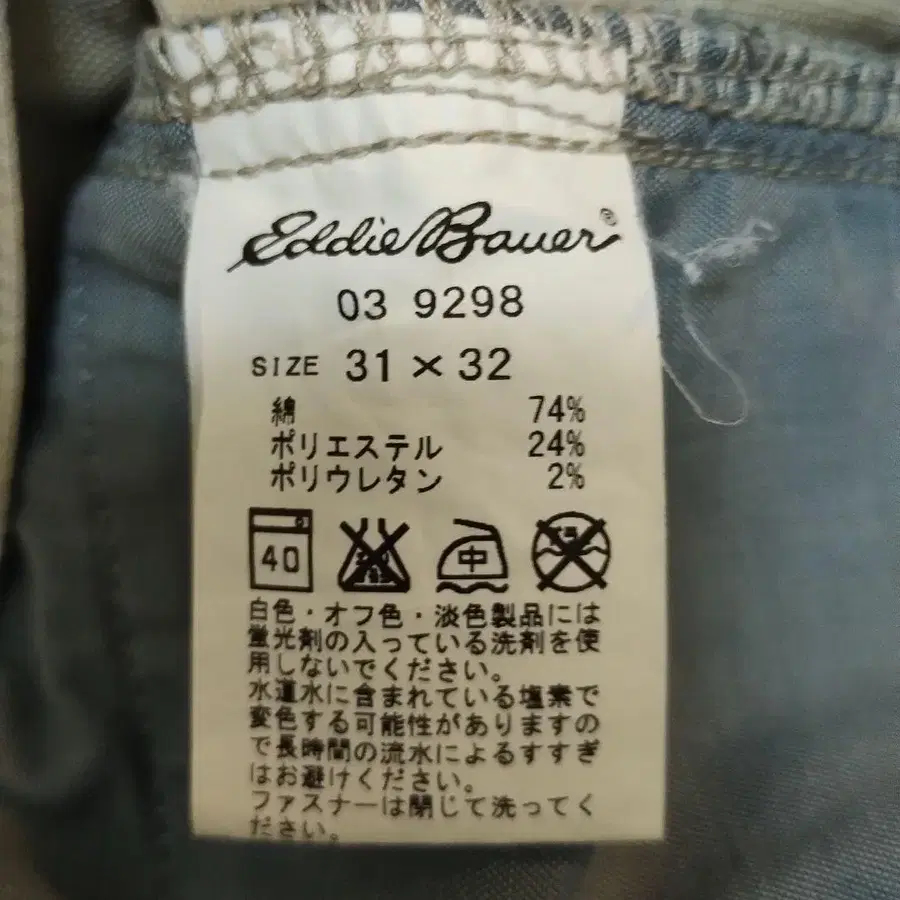 Eddie Bauer®
03 9298
SIZE 31×32
綿 74%
ポリエステル 24%
ポリウレタン 2%
40 中
白色・オフ色・淡色製品には
蛍光剤の入っている洗剤を使
用しないでください。
水道水に含まれている塩素で
変色する可能性がありますの
で長時間の流水によるすすぎ
はお避けください。
ファスナーは閉じて洗ってく
ださい。